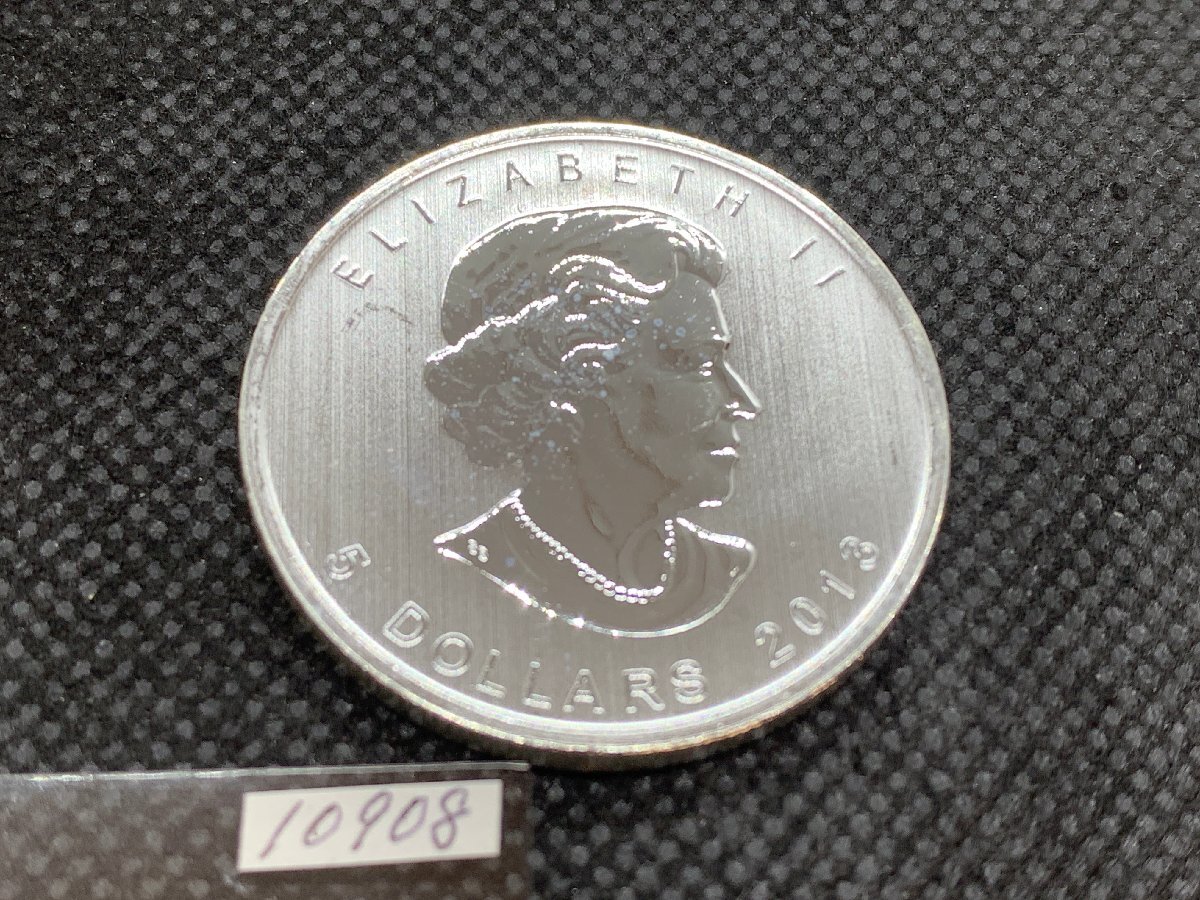 ELIZABETH II
5 DOLLARS 2013
10908